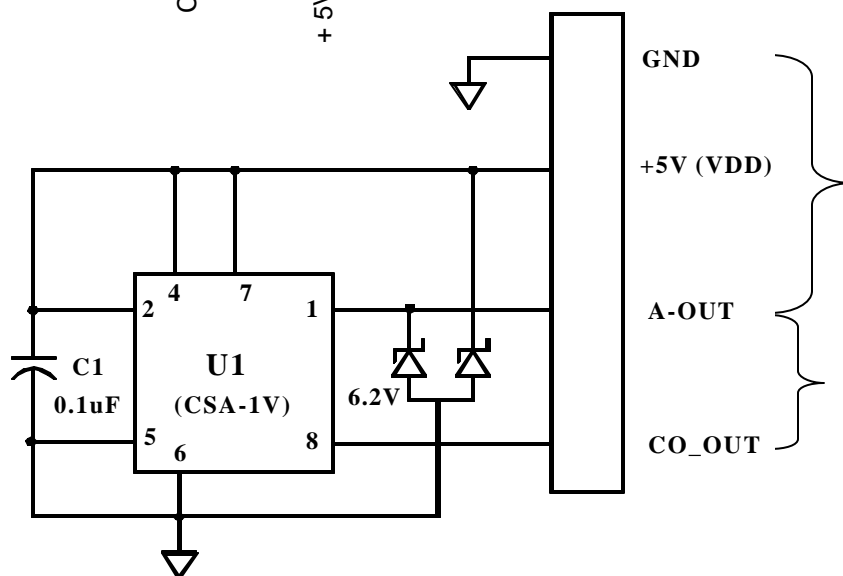 + 5V
GND
+5V (VDD)
4
7
2
1
A-OUT
C1
0.1uF
U1
(CSA-1V)
6.2V
5
6
8
CO_OUT